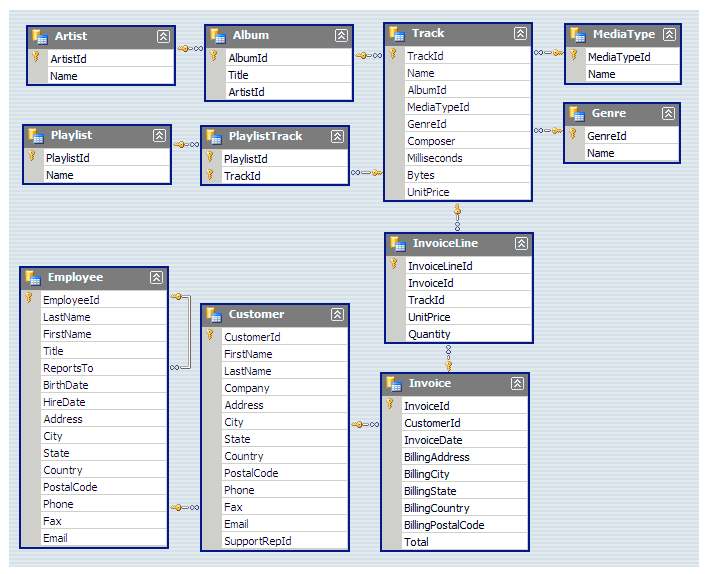 Artist
ArtistId
Name
Album
AlbumId
Title
ArtistId
Track
TrackId
Name
AlbumId
MediaTypeId
GenreId
Composer
Milliseconds
Bytes
UnitPrice
MediaType
MediaTypeId
Name
Genre
GenreId
Name
Playlist
PlaylistId
Name
PlaylistTrack
PlaylistId
TrackId
InvoiceLine
InvoiceLineId
InvoiceId
TrackId
UnitPrice
Quantity
Employee
EmployeeId
LastName
FirstName
Title
ReportsTo
BirthDate
HireDate
Address
City
State
Country
PostalCode
Phone
Fax
Email
Customer
CustomerId
FirstName
LastName
Company
Address
City
State
Country
PostalCode
Phone
Fax
Email
SupportRepId
Invoice
InvoiceId
CustomerId
InvoiceDate
BillingAddress
BillingCity
BillingState
BillingCountry
BillingPostalCode
Total